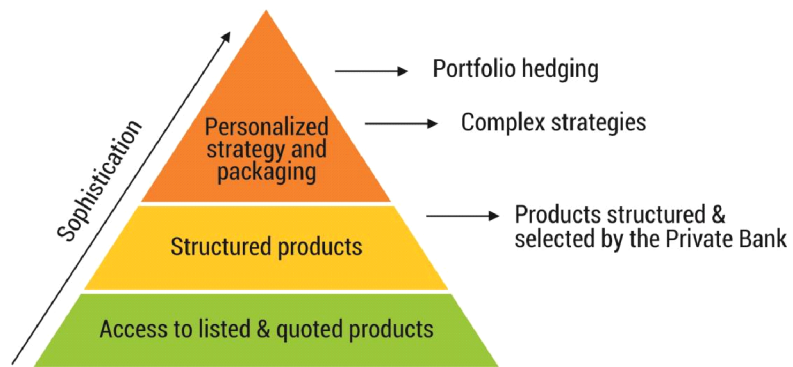 Portfolio hedging
Complex strategies
Personalized
strategy and
packaging
Sophistication
Products structured &
selected by the Private Bank
Structured products
Access to listed & quoted products